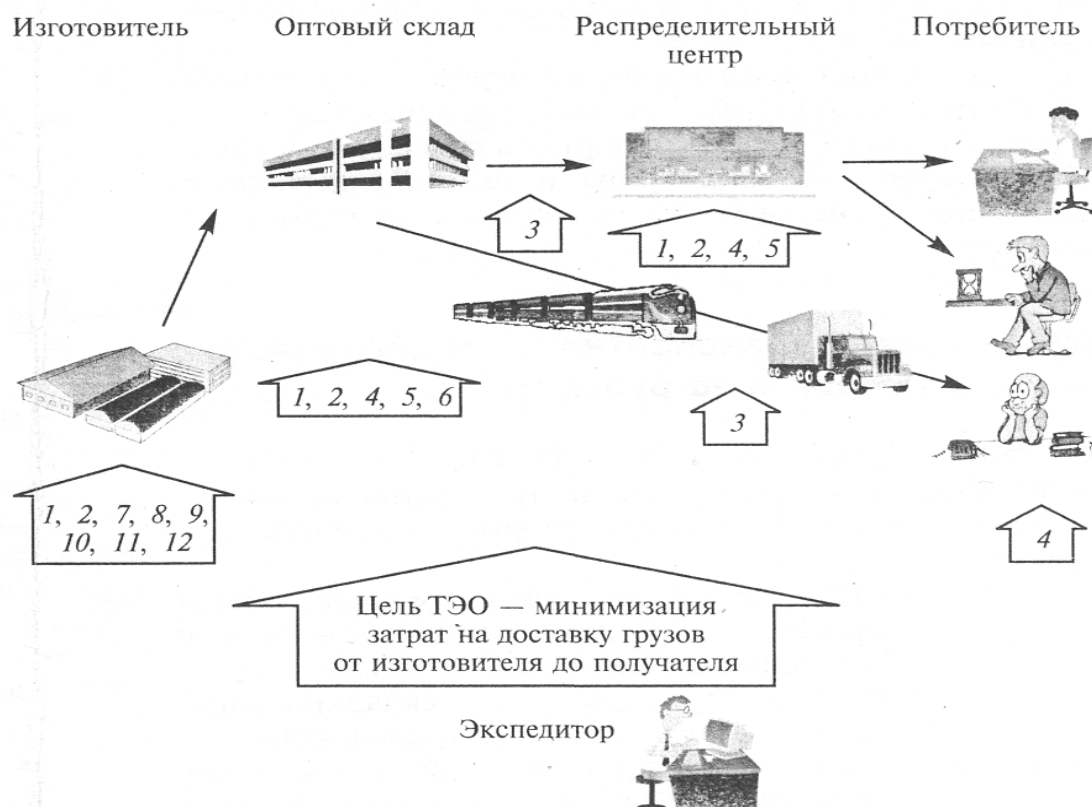 Изготовитель
Оптовый склад
Распределительный
центр
Потребитель
3
1, 2, 4, 5
1, 2, 4, 5, 6
3
1, 2, 7, 8, 9,
10, 11, 12
4
Цель ТЭО — минимизация
затрат на доставку грузов
от изготовителя до получателя
Экспедитор